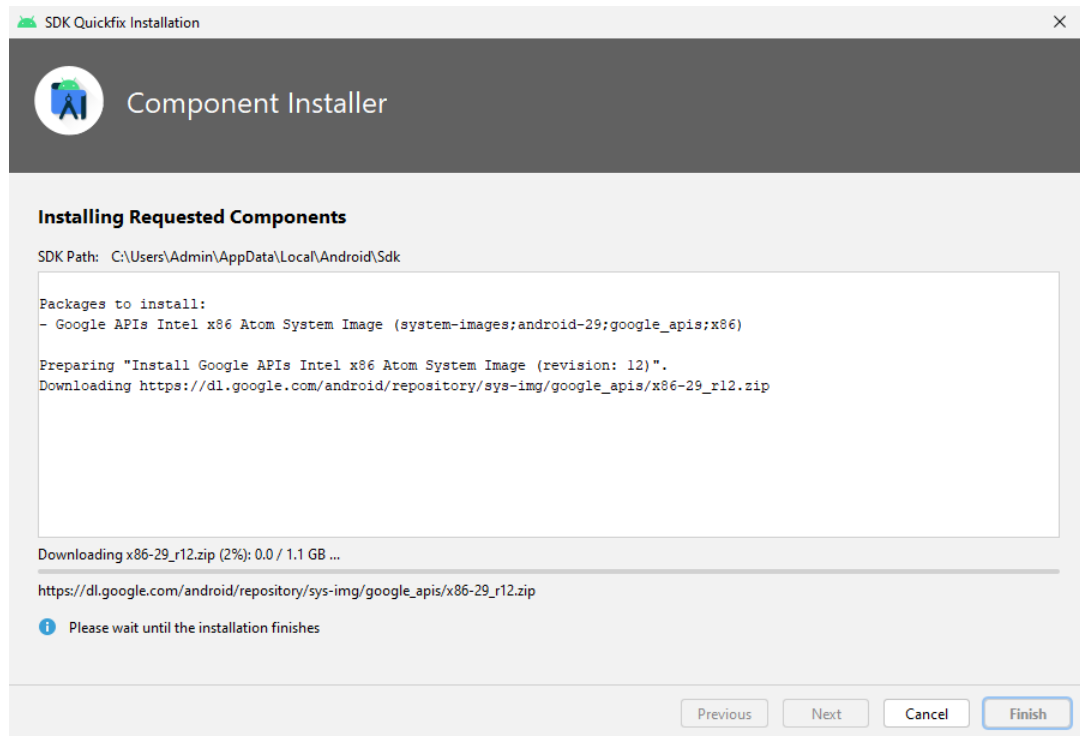 SDK Quickfix Installation
Component Installer
Installing Requested Components
SDK Path: C:\Users\Admin\AppData\Local\Android\Sdk
Packages to install:
- Google APIs Intel x86 Atom System Image (system-images;android-29;google_apis;x86)
Preparing "Install Google APIs Intel x86 Atom System Image (revision: 12)".
Downloading https://dl.google.com/android/repository/sys-img/google_apis/x86-29_r12.zip
Downloading x86-29_r12.zip (2%): 0.0 / 1.1 GB ...
https://dl.google.com/android/repository/sys-img/google_apis/x86-29_r12.zip
Please wait until the installation finishes
Previous Next Cancel Finish